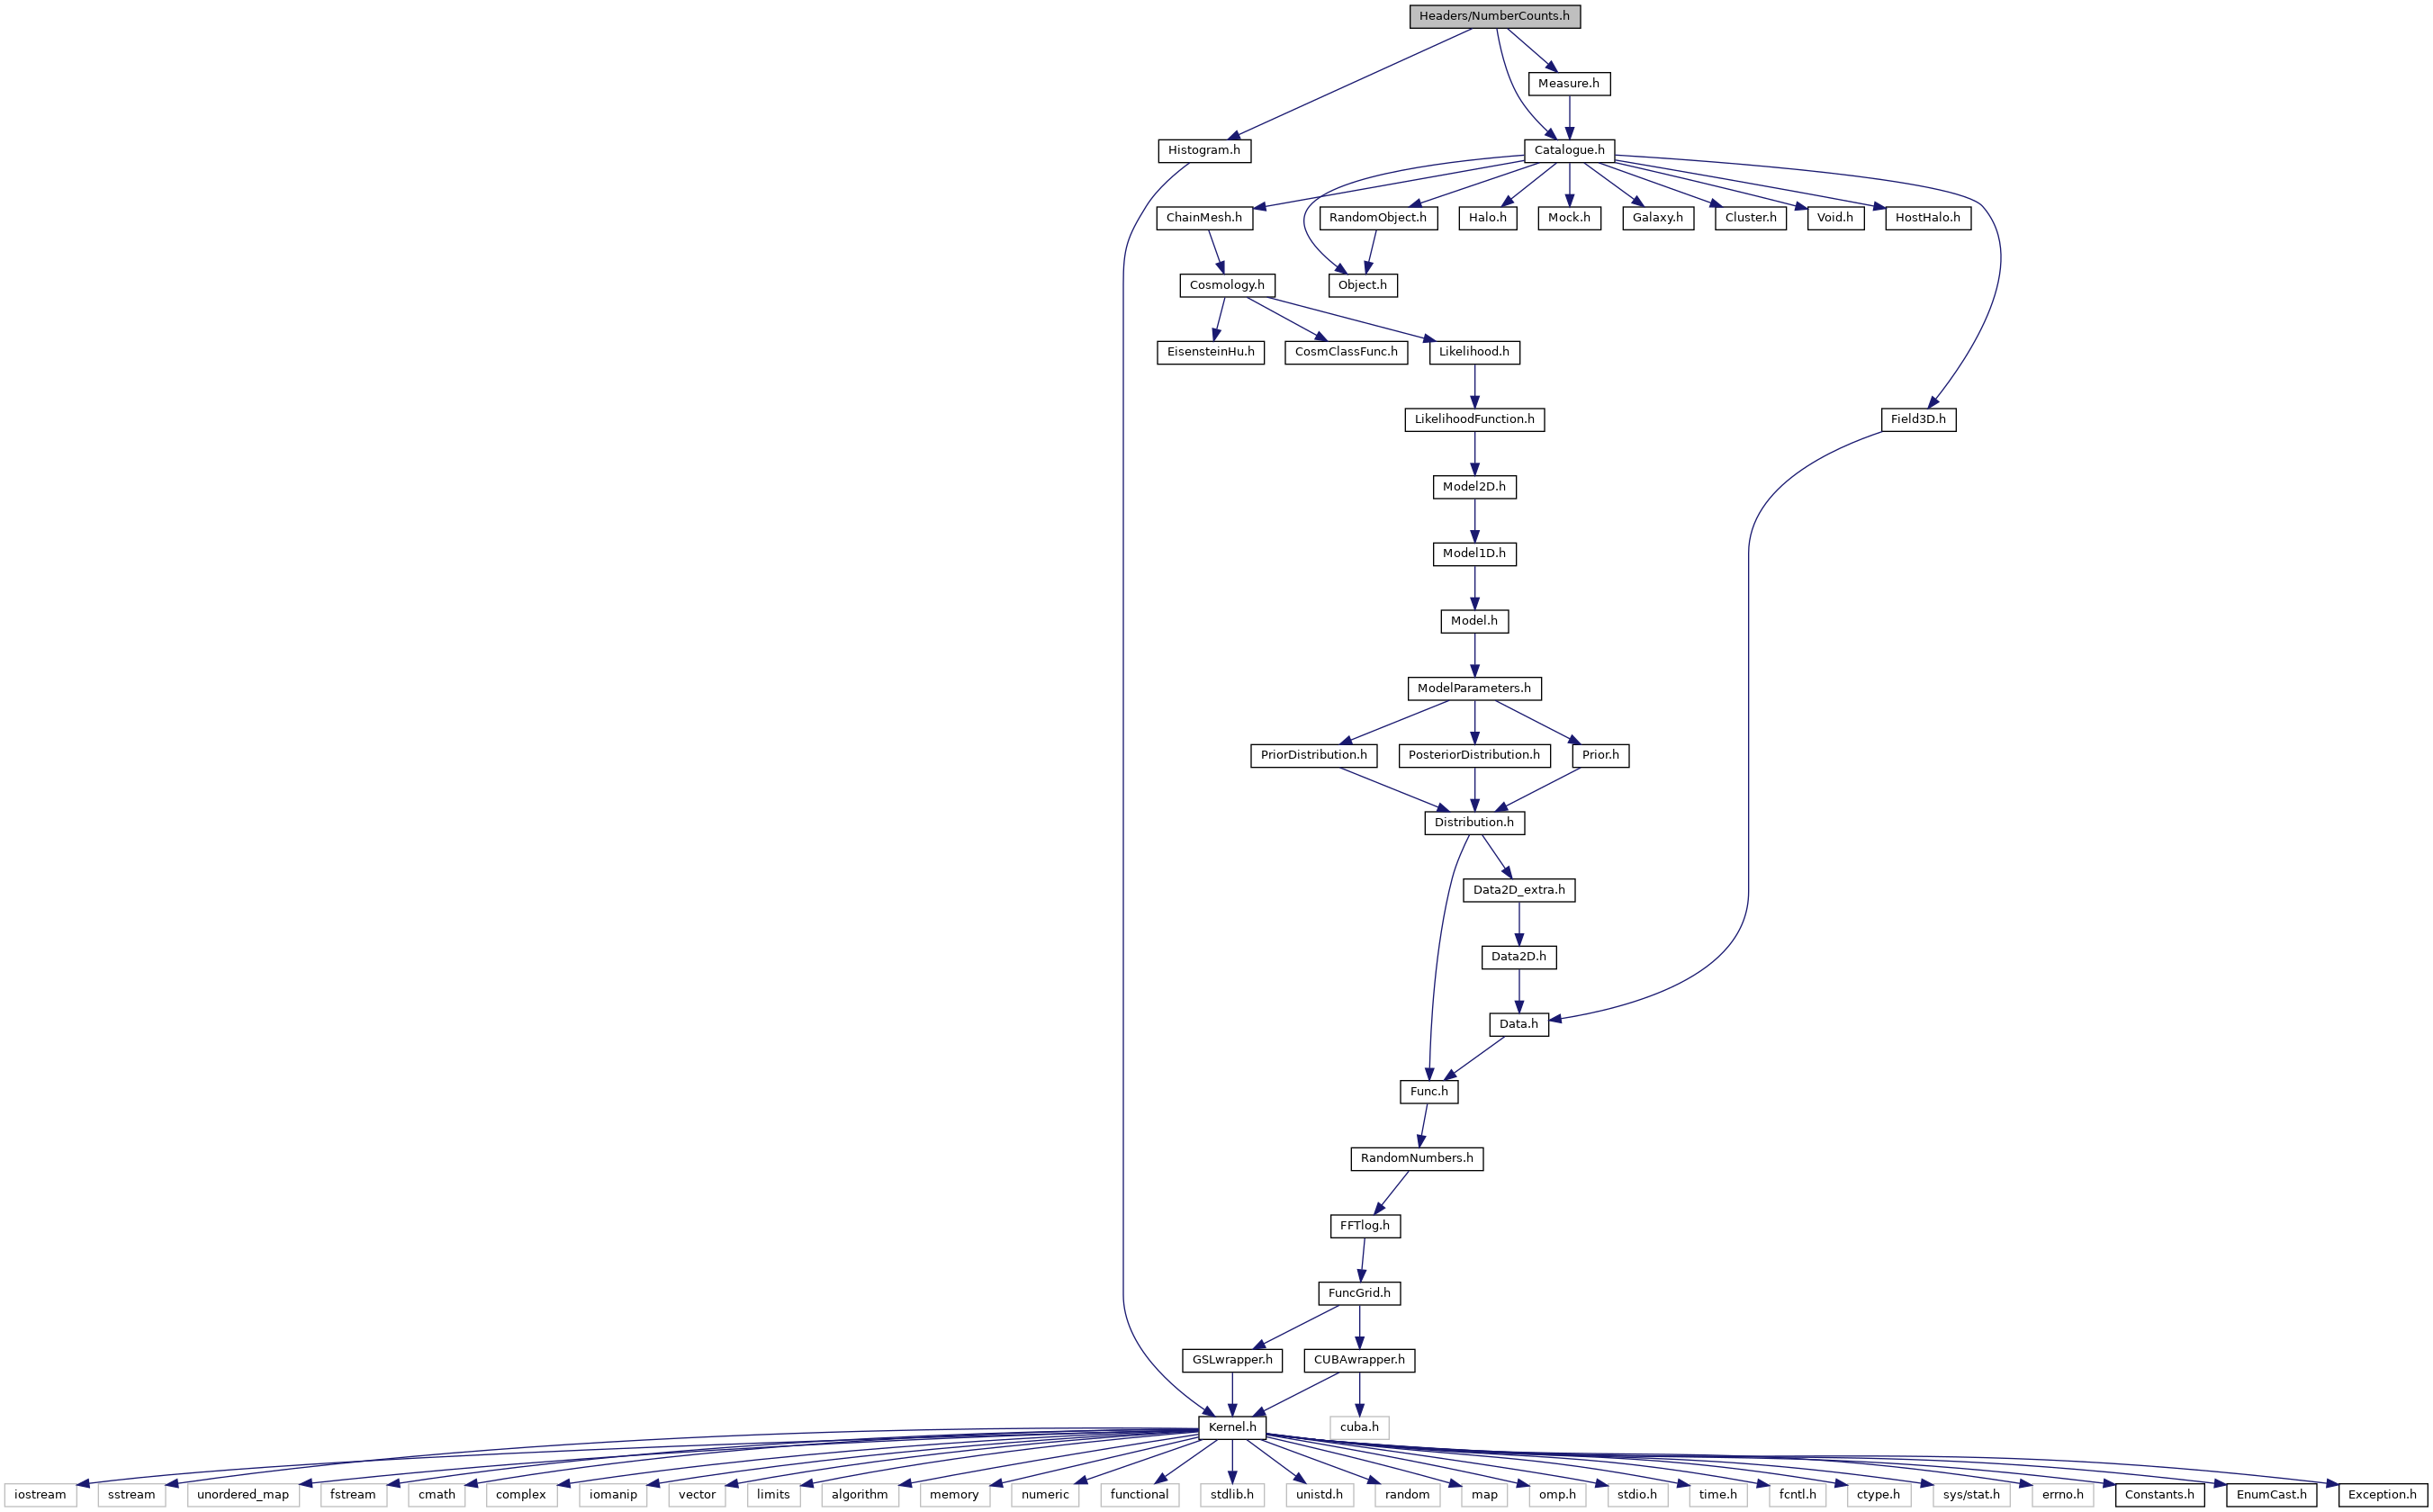 Headers/NumberCounts.h
Measure.h
Histogram.h
Catalogue.h
ChainMesh.h
RandomObject.h
Halo.h
Mock.h
Galaxy.h
Cluster.h
Void.h
HostHalo.h
Cosmology.h
Object.h
EisensteinHu.h
CosmClassFunc.h
Likelihood.h
LikelihoodFunction.h
Field3D.h
Model2D.h
Model1D.h
Model.h
ModelParameters.h
PriorDistribution.h
PosteriorDistribution.h
Prior.h
Distribution.h
Data2D_extra.h
Data2D.h
Data.h
Func.h
RandomNumbers.h
FFTlog.h
FuncGrid.h
GSLwrapper.h
CUBAwrapper.h
Kernel.h
cuba.h
iostream
sstream
unordered_map
fstream
cmath
complex
iomanip
vector
limits
algorithm
memory
numeric
functional
stdlib.h
unistd.h
random
map
omp.h
stdio.h
time.h
fcntl.h
ctype.h
sys/stat.h
errno.h
Constants.h
EnumCast.h
Exception.h